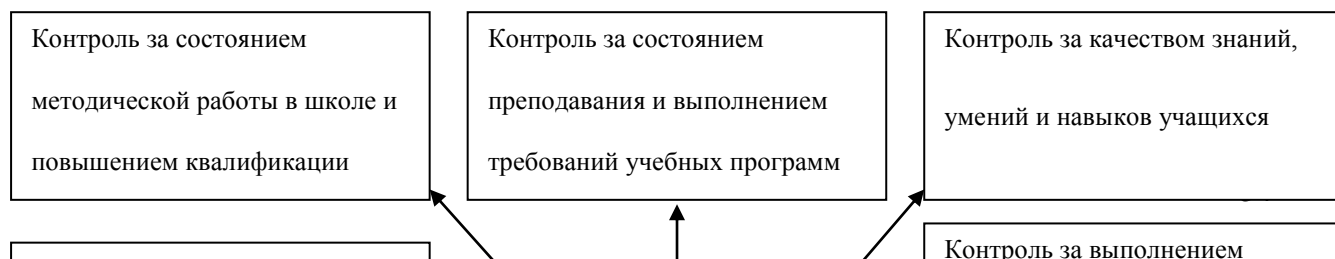 Контроль за состоянием
методической работы в школе и
повышением квалификации
Контроль за состоянием
преподавания и выполнением
требований учебных программ
Контроль за качеством знаний,
умений и навыков учащихся
Контроль за выполнением